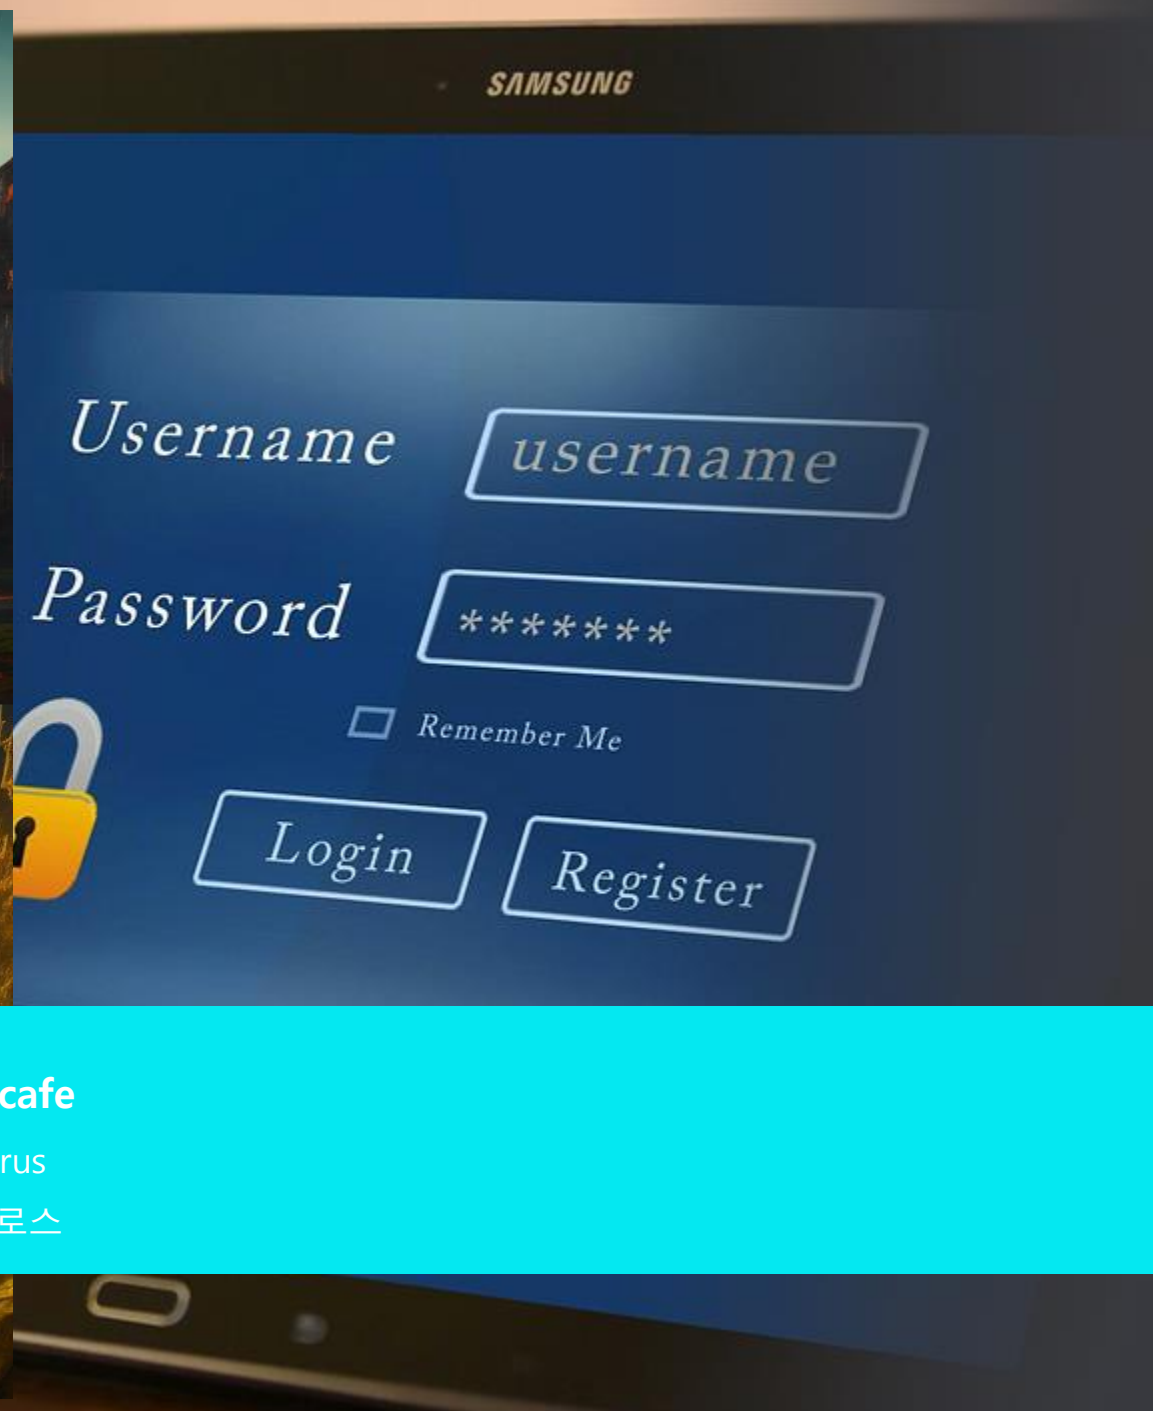 SAMSUNG
Username
username
Password
*******
Remember Me
Login
Register
cafe
rus
로스